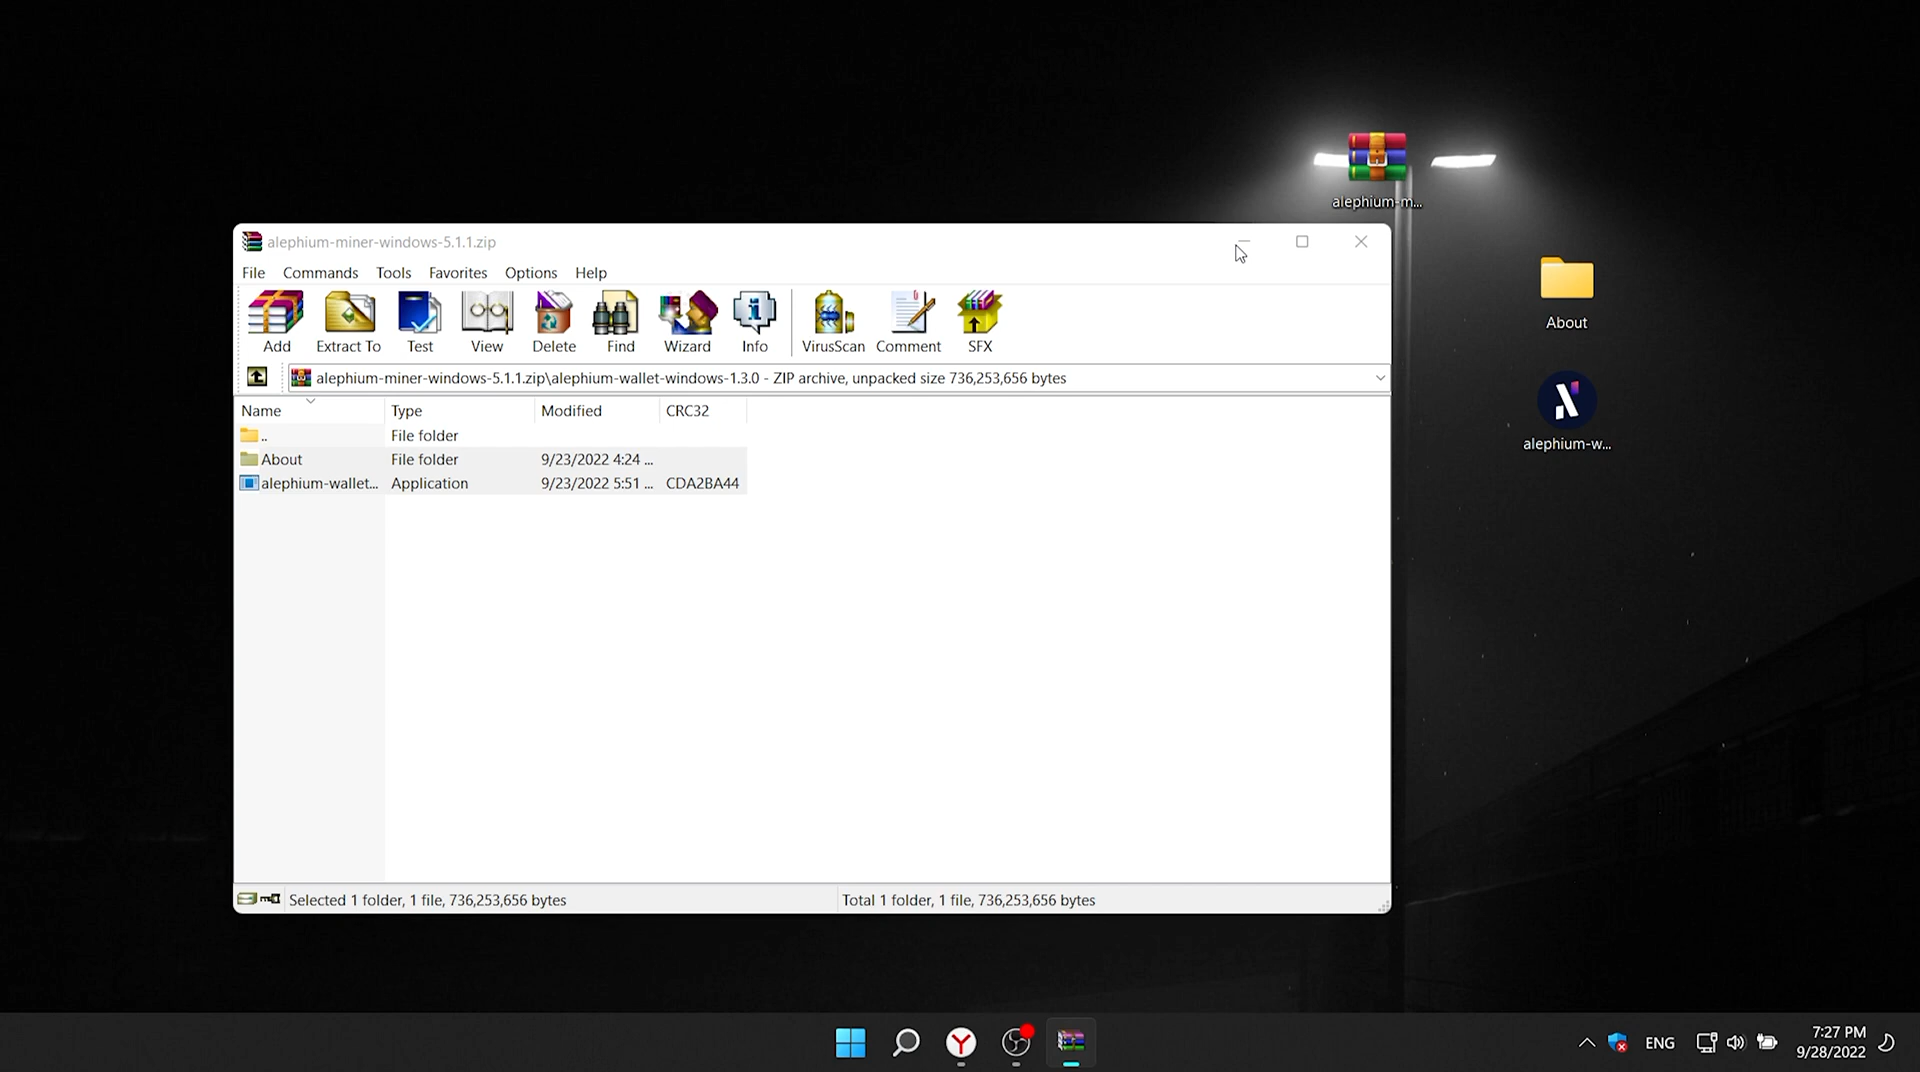 alephium-m...
alephium-miner-windows-5.1.1.zip
File Commands Tools Favorites Options Help
Add Extract To Test View Delete Find Wizard Info VirusScan Comment SFX
alephium-miner-windows-5.1.1.zip\alephium-wallet-windows-1.3.0 - ZIP archive, unpacked size 736,253,656 bytes
Name Type Modified CRC32
.. File folder
About File folder 9/23/2022 4:24 ...
alephium-wallet... Application 9/23/2022 5:51 ... CDA2BA44
Selected 1 folder, 1 file, 736,253,656 bytes
Total 1 folder, 1 file, 736,253,656 bytes
About
alephium-w...
ENG
7:27 PM
9/28/2022